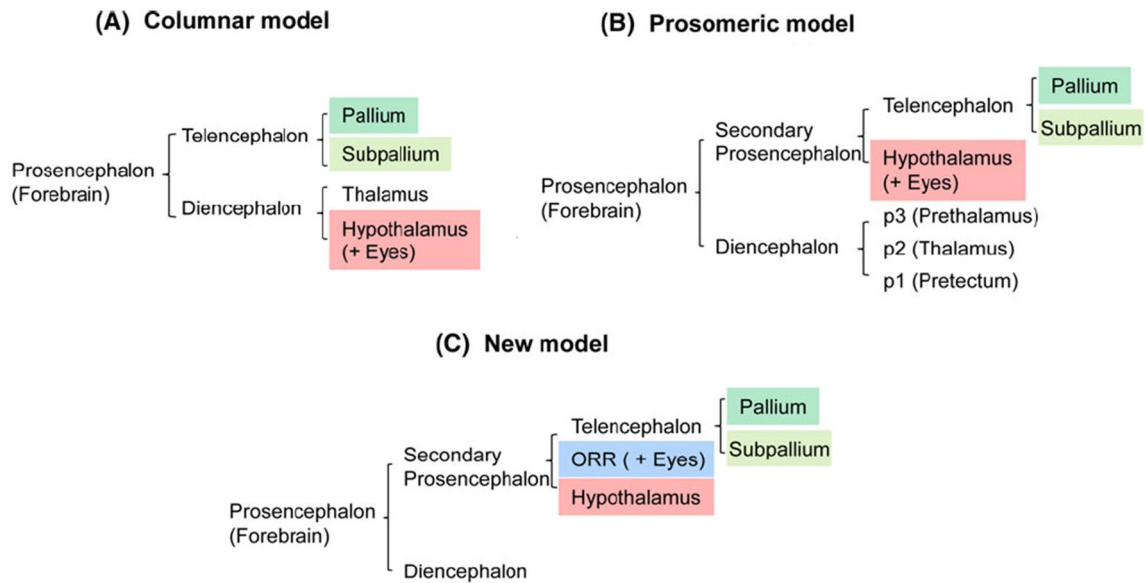 (A) Columnar model
Prosencephalon
(Forebrain)
Telencephalon
Pallium
Subpallium
Diencephalon
Thalamus
Hypothalamus
(+ Eyes)
(B) Prosomeric model
Prosencephalon
(Forebrain)
Secondary
Prosencephalon
Telencephalon
Pallium
Subpallium
Hypothalamus
(+ Eyes)
Diencephalon
p3 (Prethalamus)
p2 (Thalamus)
p1 (Pretectum)
(C) New model
Prosencephalon
(Forebrain)
Secondary
Prosencephalon
Telencephalon
Pallium
Subpallium
ORR ( + Eyes)
Hypothalamus
Diencephalon